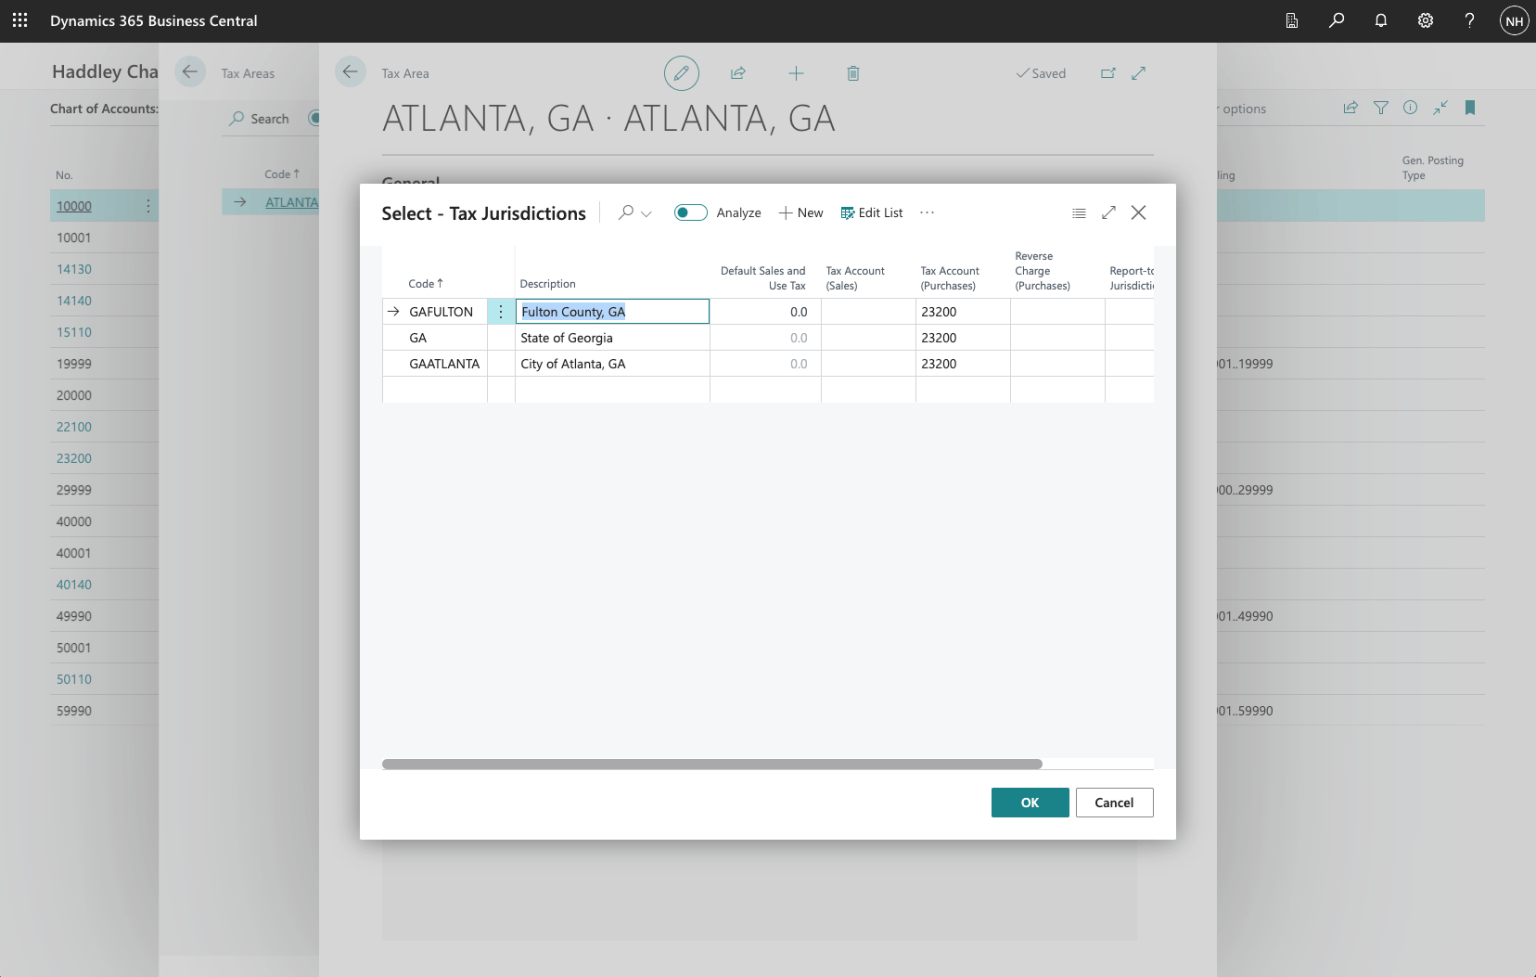 Dynamics 365 Business Central
NH
Haddley Cha
Tax Areas
Tax Area
Saved
Chart of Accounts:
Search
ATLANTA, GA · ATLANTA, GA
options
Code ↑
No.
Gen. Posting
Type
ling
General
10000
ATLANTA
10001
14130
14140
15110
19999
01..19999
20000
22100
23200
29999
00..29999
40000
40001
40140
49990
01..49990
50001
50110
59990
01..59990
Select - Tax Jurisdictions
Analyze
New
Edit List
Code ↑
Description
Default Sales and
Use Tax
Tax Account
(Sales)
Tax Account
(Purchases)
Reverse
Charge
(Purchases)
Report-to
Jurisdictio
GAFULTON Fulton County, GA 0.0 23200
GA State of Georgia 0.0 23200
GAATLANTA City of Atlanta, GA 0.0 23200
OK
Cancel